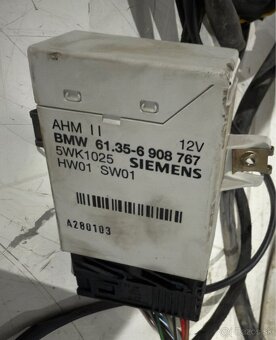 AHM II 12V
BMW 61.35-6 908 767
5WK1025 SIEMENS
HW01 SW01
A280103